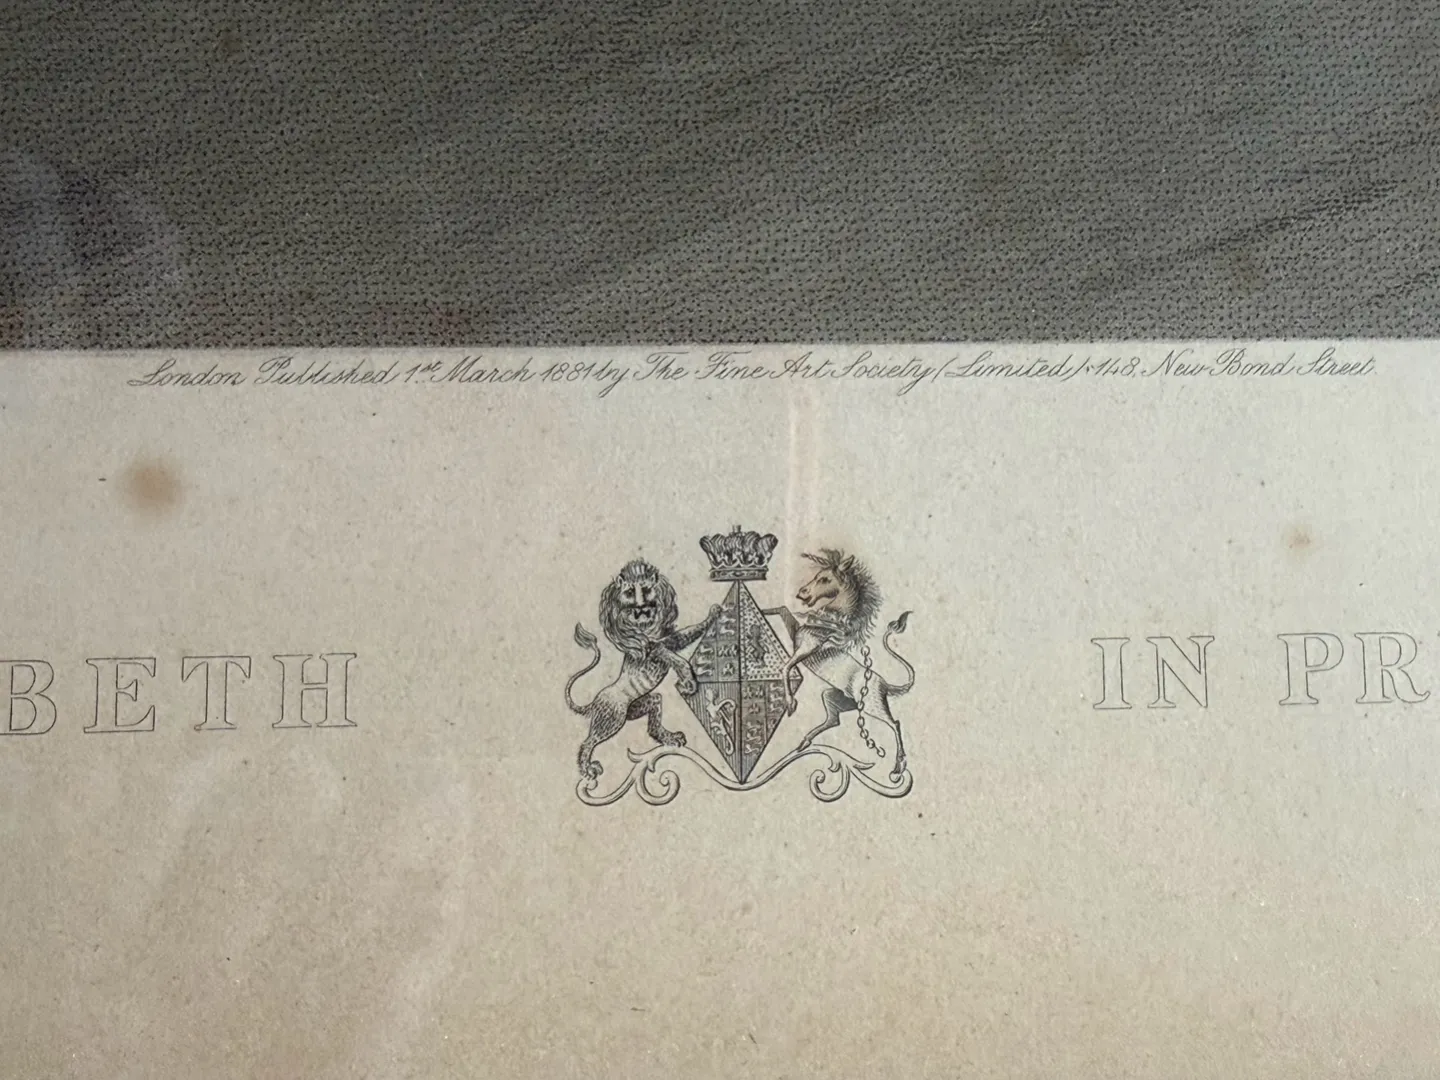 London Published 1st March 1881 by The Fine Art Society (Limited) 148, New Bond Street.
BETH IN PR